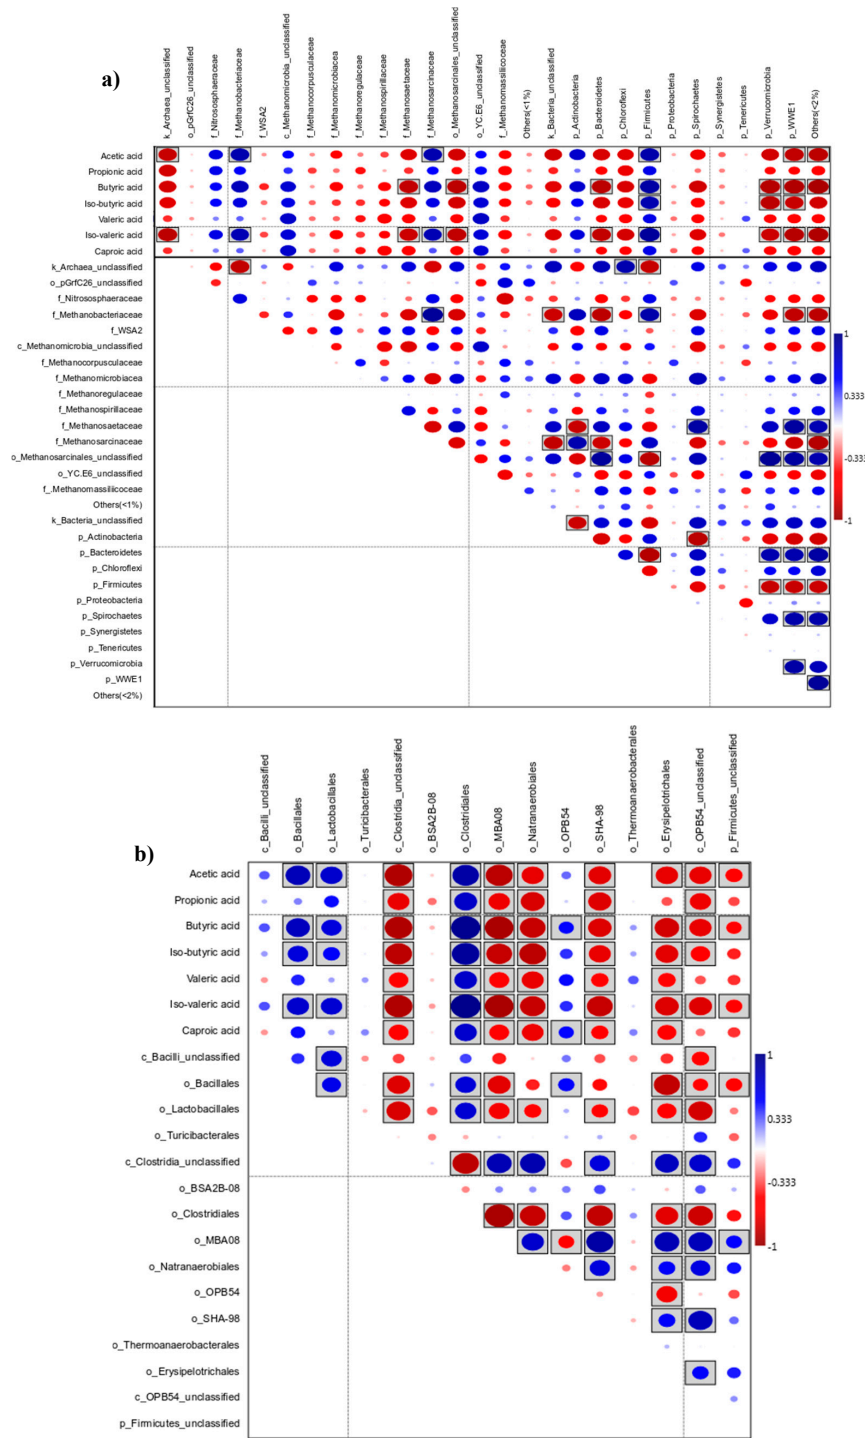 a)
k_Archaea_unclassified
o_pGrfC26_unclassified
f_Nitrososphaeraceae
f_Methanobacteriaceae
f_WSA2
c_Methanomicrobia_unclassified
f_Methanocorpusculaceae
f_Methanomicrobiacea
f_Methanoregulaceae
f_Methanospirillaceae
f_Methanosaetaceae
f_Methanosarcinaceae
o_Methanosarcinales_unclassified
o_YC.E6_unclassified
f_.Methanomassiliicoceae
Others(<1%)
k_Bacteria_unclassified
p_Actinobacteria
p_Bacteroidetes
p_Chloroflexi
p_Firmicutes
p_Proteobacteria
p_Spirochaetes
p_Synergistetes
p_Tenericutes
p_Verrucomicrobia
p_WWE1
Others(<2%)
Acetic acid
Propionic acid
Butyric acid
Iso-butyric acid
Valeric acid
Iso-valeric acid
Caproic acid
k_Archaea_unclassified
o_pGrfC26_unclassified
f_Nitrososphaeraceae
f_Methanobacteriaceae
f_WSA2
c_Methanomicrobia_unclassified
f_Methanocorpusculaceae
f_Methanomicrobiacea
f_Methanoregulaceae
f_Methanospirillaceae
f_Methanosaetaceae
f_Methanosarcinaceae
o_Methanosarcinales_unclassified
o_YC.E6_unclassified
f_.Methanomassiliicoceae
Others(<1%)
k_Bacteria_unclassified
p_Actinobacteria
p_Bacteroidetes
p_Chloroflexi
p_Firmicutes
p_Proteobacteria
p_Spirochaetes
p_Synergistetes
p_Tenericutes
p_Verrucomicrobia
p_WWE1
Others(<2%)
1
0.333
-0.333
-1
b)
c_Bacilli_unclassified
o_Bacillales
o_Lactobacillales
o_Turicibacterales
c_Clostridia_unclassified
o_BSA2B-08
o_Clostridiales
o_MBA08
o_Natranaerobiales
o_OPB54
o_SHA-98
o_Thermoanaerobacterales
o_Erysipelotrichales
c_OPB54_unclassified
p_Firmicutes_unclassified
Acetic acid
Propionic acid
Butyric acid
Iso-butyric acid
Valeric acid
Iso-valeric acid
Caproic acid
c_Bacilli_unclassified
o_Bacillales
o_Lactobacillales
o_Turicibacterales
c_Clostridia_unclassified
o_BSA2B-08
o_Clostridiales
o_MBA08
o_Natranaerobiales
o_OPB54
o_SHA-98
o_Thermoanaerobacterales
o_Erysipelotrichales
c_OPB54_unclassified
p_Firmicutes_unclassified
1
0.333
-0.333
-1